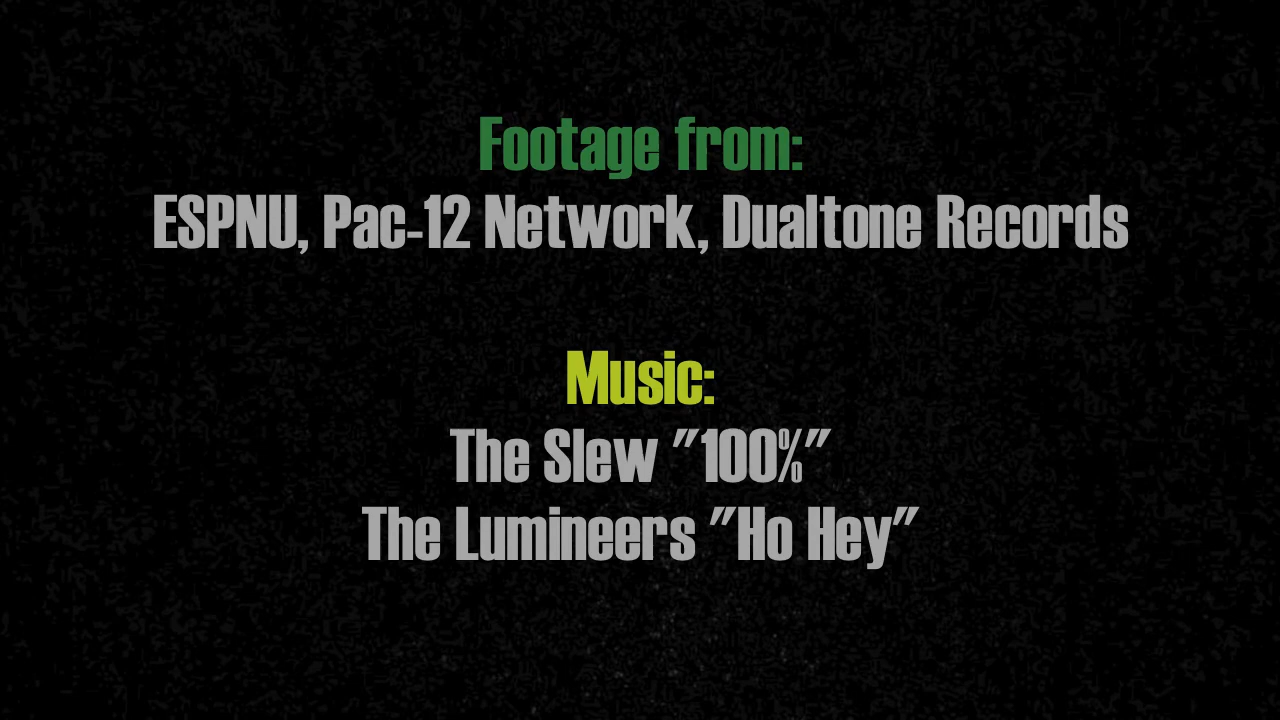 Footage from:
ESPNU, Pac-12 Network, Dualtone Records
Music:
The Slew "100%"
The Lumineers "Ho Hey"